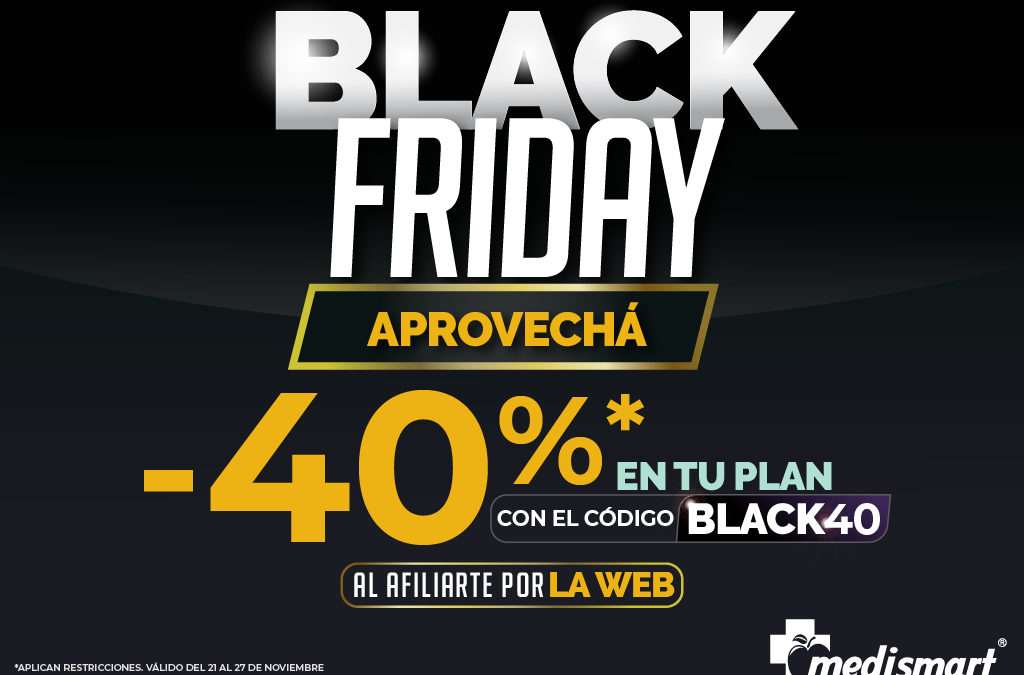 BLACK
FRIDAY
APROVECHÁ
-40%*
EN TU PLAN
CON EL CÓDIGO BLACK40
AL AFILIARTE POR LA WEB
*APLICAN RESTRICCIONES. VÁLIDO DEL 21 AL 27 DE NOVIEMBRE
medismart®